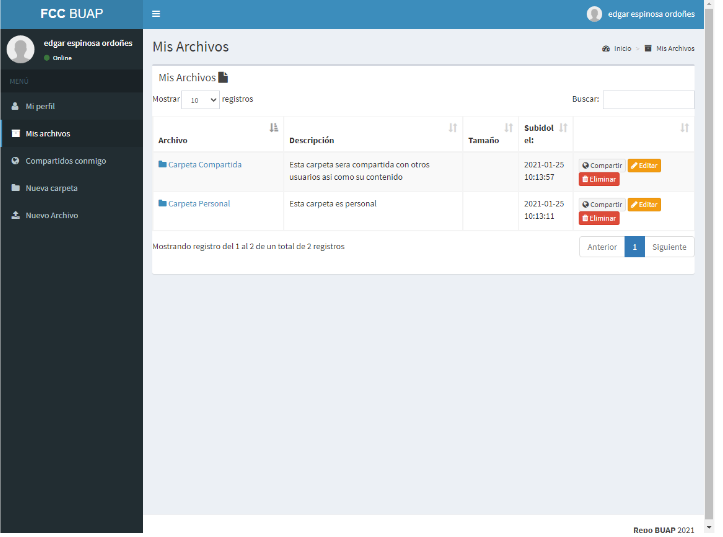 FCC BUAP
edgar espinosa ordoñes
edgar espinosa ordoñes
Online
MENÚ
Mi perfil
Mis archivos
Compartidos conmigo
Nueva carpeta
Nuevo Archivo
Mis Archivos
Inicio > Mis Archivos
Mis Archivos
Mostrar 10 registros
Buscar:
Archivo Descripción Tamaño Subido el:
Carpeta Compartida Esta carpeta sera compartida con otros usuarios asi como su contenido 2021-01-25 10:13:57 Compartir Editar Eliminar
Carpeta Personal Esta carpeta es personal 2021-01-25 10:13:11 Compartir Editar Eliminar
Mostrando registro del 1 al 2 de un total de 2 registros
Anterior 1 Siguiente
Repo BUAP 2021